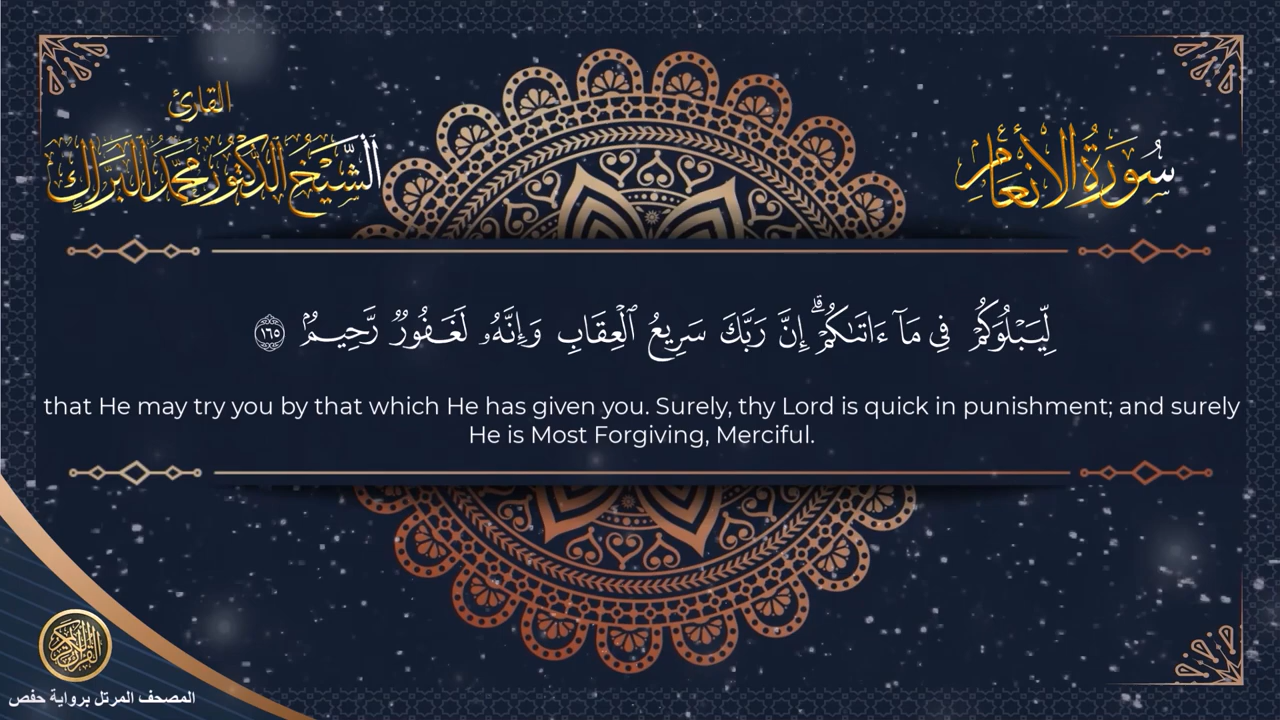 القارئ
الشيخ الدكتور محمد البراك
سورة الأنعام
لِّيَبْلُوَكُمْ فِي مَآ ءَاتَىٰكُمْ ۗ إِنَّ رَبَّكَ سَرِيعُ ٱلْعِقَابِ وَإِنَّهُۥ لَغَفُورٌ رَّحِيمٌۢ ١٦٥
that He may try you by that which He has given you. Surely, thy Lord is quick in punishment; and surely
He is Most Forgiving, Merciful.
القرآن الكريم
المصحف المرتل برواية حفص